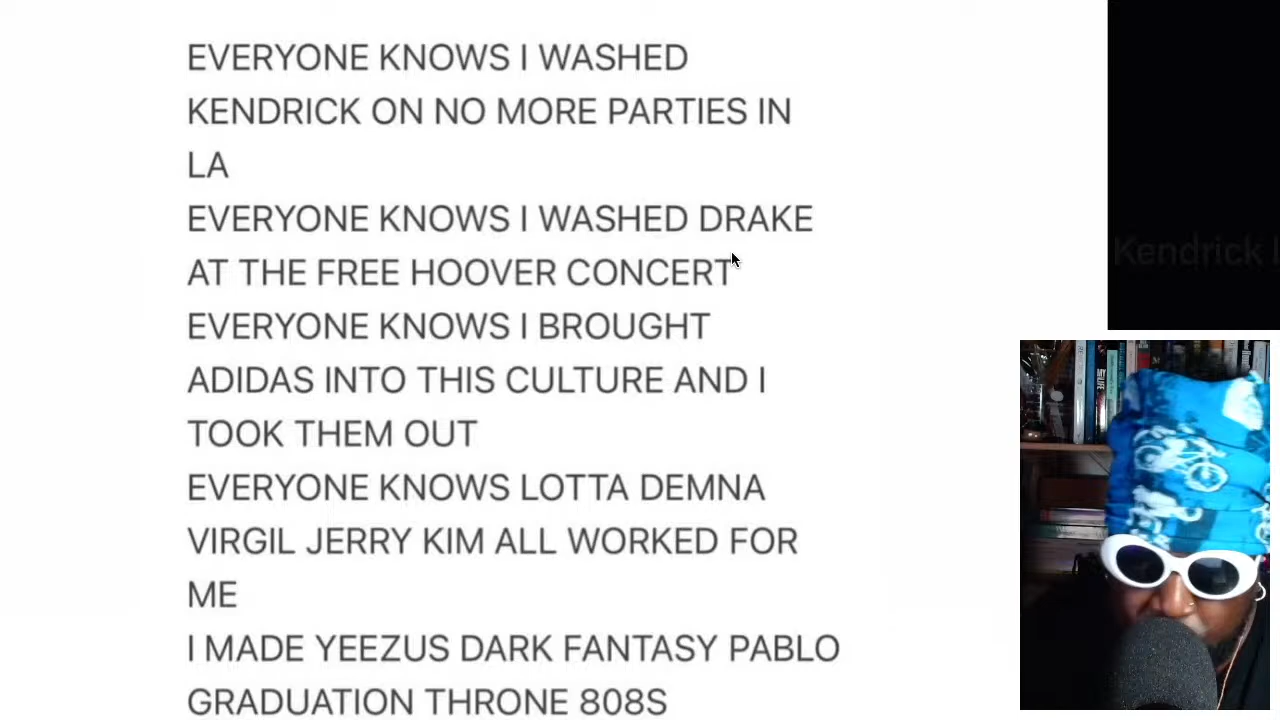 EVERYONE KNOWS I WASHED
KENDRICK ON NO MORE PARTIES IN
LA
EVERYONE KNOWS I WASHED DRAKE
AT THE FREE HOOVER CONCERT
EVERYONE KNOWS I BROUGHT
ADIDAS INTO THIS CULTURE AND I
TOOK THEM OUT
EVERYONE KNOWS LOTTA DEMNA
VIRGIL JERRY KIM ALL WORKED FOR
ME
I MADE YEEZUS DARK FANTASY PABLO
GRADUATION THRONE 808S
Kendrick